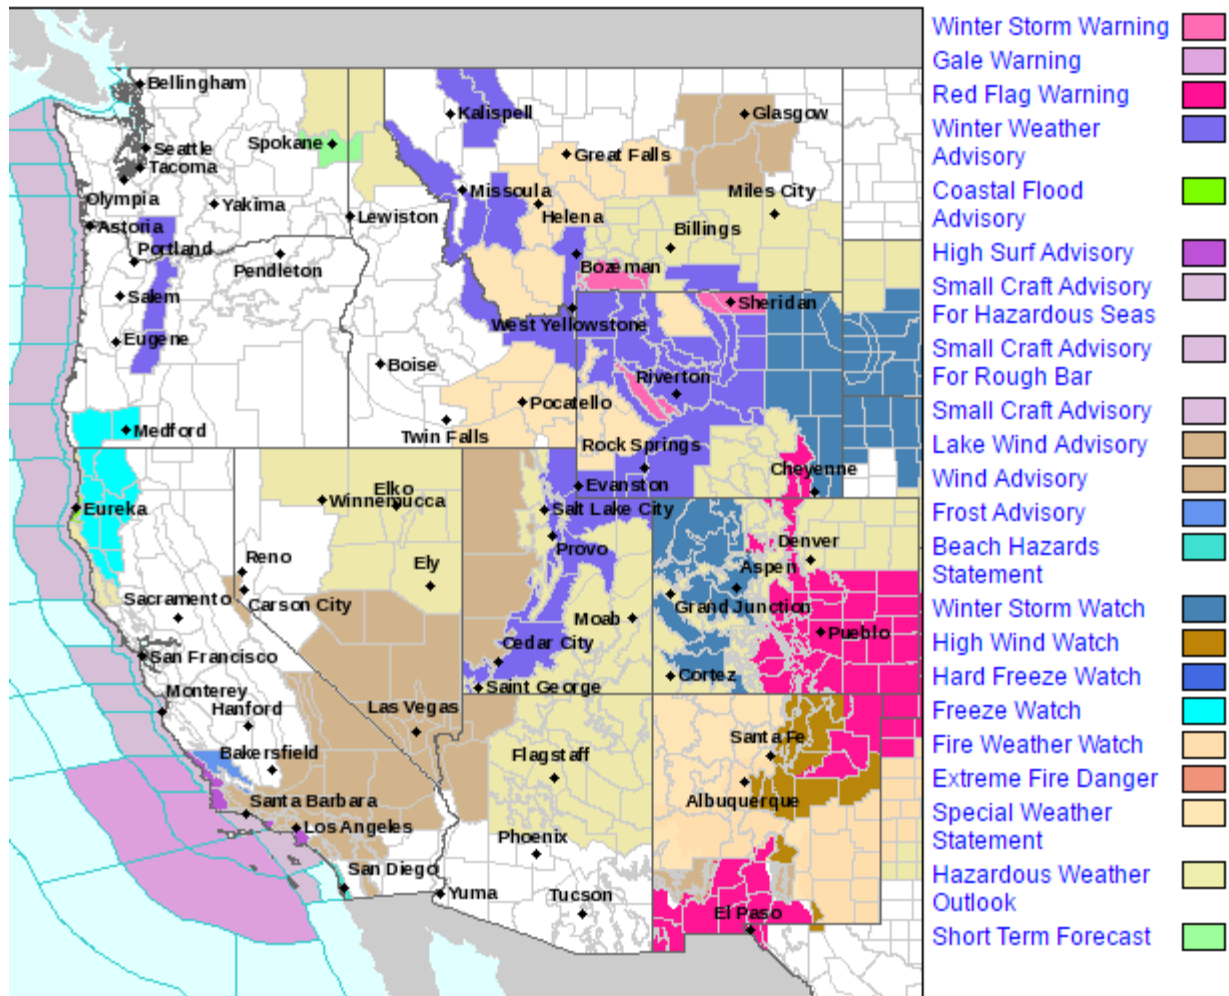 Bellingham
Seattle
Tacoma
Olympia
Spokane
Yakima
Lewiston
Astoria
Portland
Pendleton
Salem
Eugene
Medford
Kalispell
Great Falls
Glasgow
Missoula
Helena
Miles City
Billings
Bozeman
West Yellowstone
Sheridan
Boise
Riverton
Pocatello
Twin Falls
Rock Springs
Cheyenne
Evanston
Eureka
Elko
Winnemucca
Salt Lake City
Provo
Denver
Aspen
Reno
Ely
Carson City
Sacramento
Moab
Grand Junction
Pueblo
Cedar City
San Francisco
Saint George
Cortez
Monterey
Hanford
Las Vegas
Bakersfield
Flagstaff
Santa Fe
Albuquerque
Santa Barbara
Los Angeles
Phoenix
San Diego
Yuma
Tucson
El Paso
Winter Storm Warning
Gale Warning
Red Flag Warning
Winter Weather
Advisory
Coastal Flood
Advisory
High Surf Advisory
Small Craft Advisory
For Hazardous Seas
Small Craft Advisory
For Rough Bar
Small Craft Advisory
Lake Wind Advisory
Wind Advisory
Frost Advisory
Beach Hazards
Statement
Winter Storm Watch
High Wind Watch
Hard Freeze Watch
Freeze Watch
Fire Weather Watch
Extreme Fire Danger
Special Weather
Statement
Hazardous Weather
Outlook
Short Term Forecast